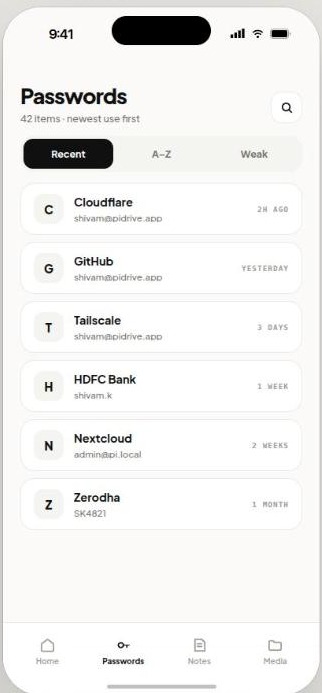 9:41
Passwords
42 items · newest use first
Recent A–Z Weak
C Cloudflare
shivam@pidrive.app
2H AGO
G GitHub
shivam@pidrive.app
YESTERDAY
T Tailscale
shivam@pidrive.app
3 DAYS
H HDFC Bank
shivam.k
1 WEEK
N Nextcloud
admin@pi.local
2 WEEKS
Z Zerodha
SK4821
1 MONTH
Home Passwords Notes Media